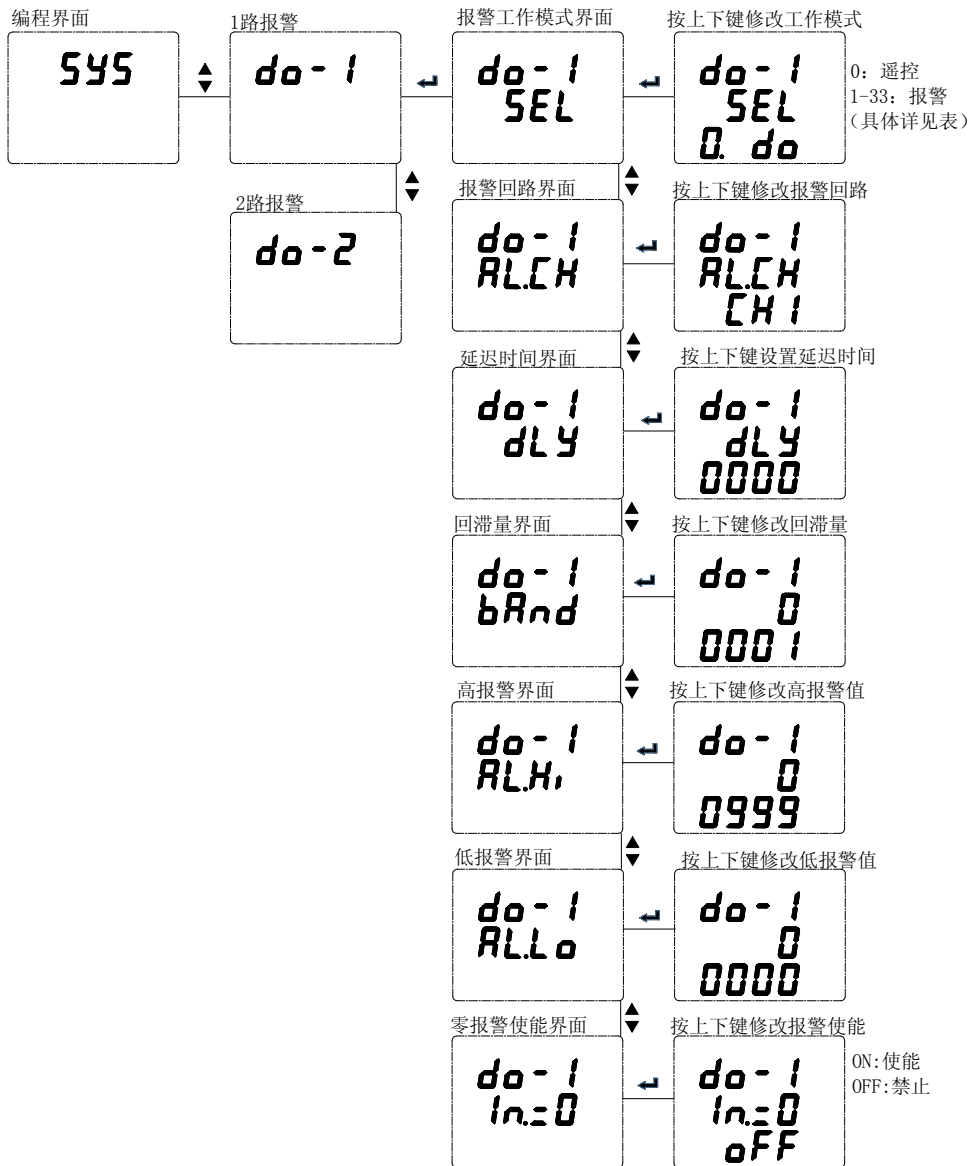 编程界面
SYS
1路报警
do-1
2路报警
do-2
报警工作模式界面
do-1
SEL
按上下键修改工作模式
do-1
SEL
0. do
0：遥控
1-33：报警
（具体详见表）
报警回路界面
do-1
AL.CH
按上下键修改报警回路
do-1
AL.CH
CH1
延迟时间界面
do-1
dLY
按上下键设置延迟时间
do-1
dLY
0000
回滞量界面
do-1
bAnd
按上下键修改回滞量
do-1
0
0001
高报警界面
do-1
AL.Hi
按上下键修改高报警值
do-1
0
0999
低报警界面
do-1
AL.Lo
按上下键修改低报警值
do-1
0
0000
零报警使能界面
do-1
In.=0
按上下键修改报警使能
do-1
In.=0
oFF
ON:使能
OFF:禁止